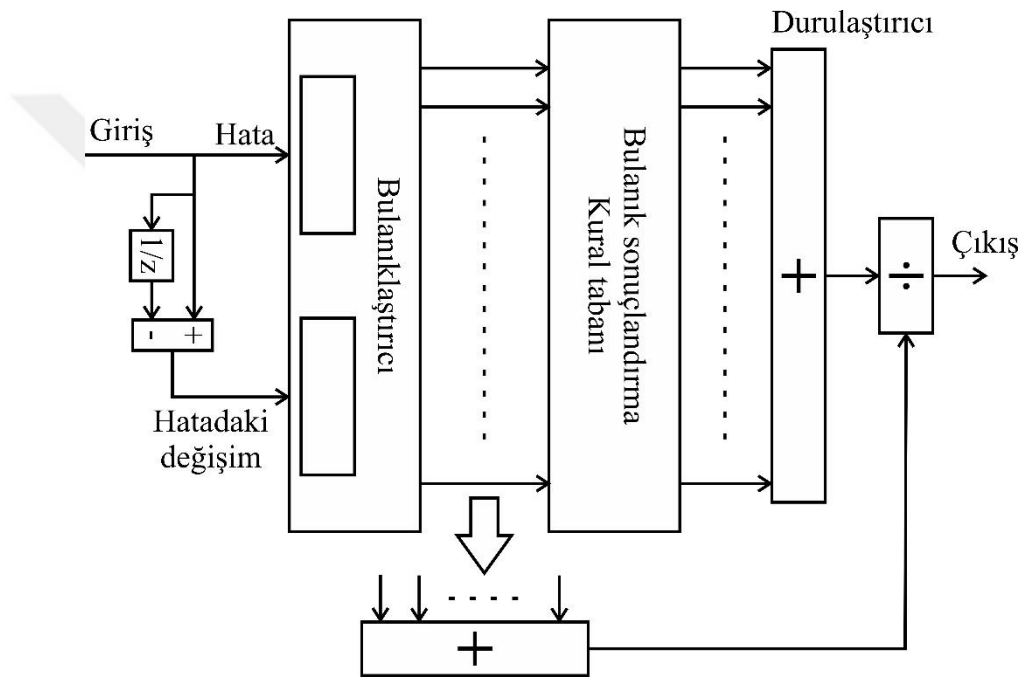 Durulaştırıcı
Giriş
Hata
1/z
-
+
Hatadaki
değişim
Bulanıklaştırıcı
Bulanık sonuçlandırma
Kural tabanı
+
÷
Çıkış
+